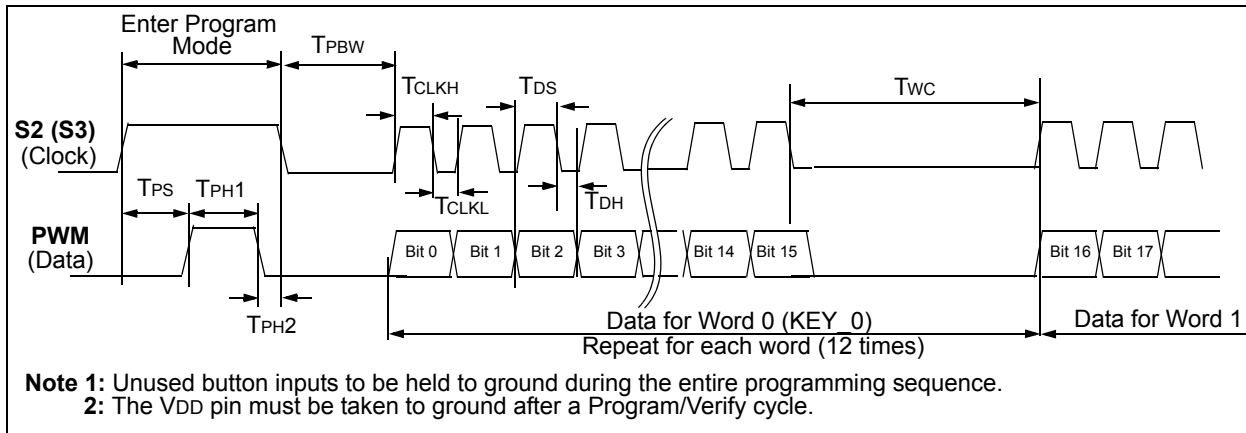 Enter Program
Mode
TPBW
TCLKH
TDS
TWC
S2 (S3)
(Clock)
TPS
TPH1
TCLKL
TDH
PWM
(Data)
Bit 0
Bit 1
Bit 2
Bit 3
Bit 14
Bit 15
Bit 16
Bit 17
TPH2
Data for Word 0 (KEY_0)
Repeat for each word (12 times)
Data for Word 1
Note 1: Unused button inputs to be held to ground during the entire programming sequence.
2: The VDD pin must be taken to ground after a Program/Verify cycle.